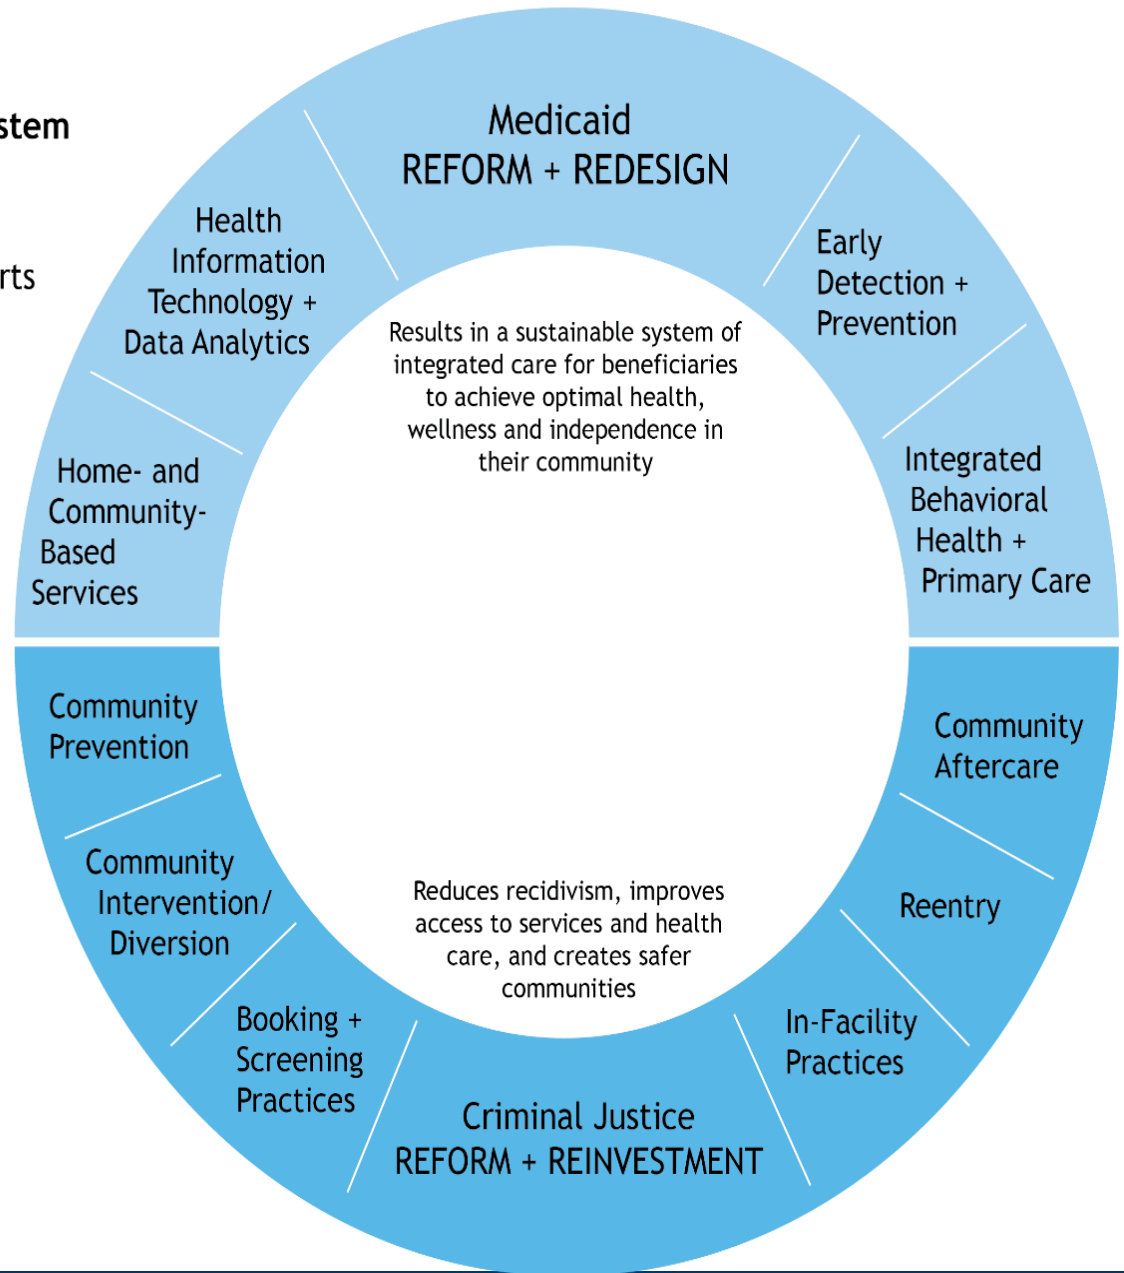 stem
rts
Medicaid
REFORM + REDESIGN
Health
Information
Technology +
Data Analytics
Early
Detection +
Prevention
Results in a sustainable system of
integrated care for beneficiaries
to achieve optimal health,
wellness and independence in
their community
Home- and
Community-
Based
Services
Integrated
Behavioral
Health +
Primary Care
Community
Prevention
Community
Aftercare
Community
Intervention/
Diversion
Reentry
Reduces recidivism, improves
access to services and health
care, and creates safer
communities
Booking +
Screening
Practices
In-Facility
Practices
Criminal Justice
REFORM + REINVESTMENT